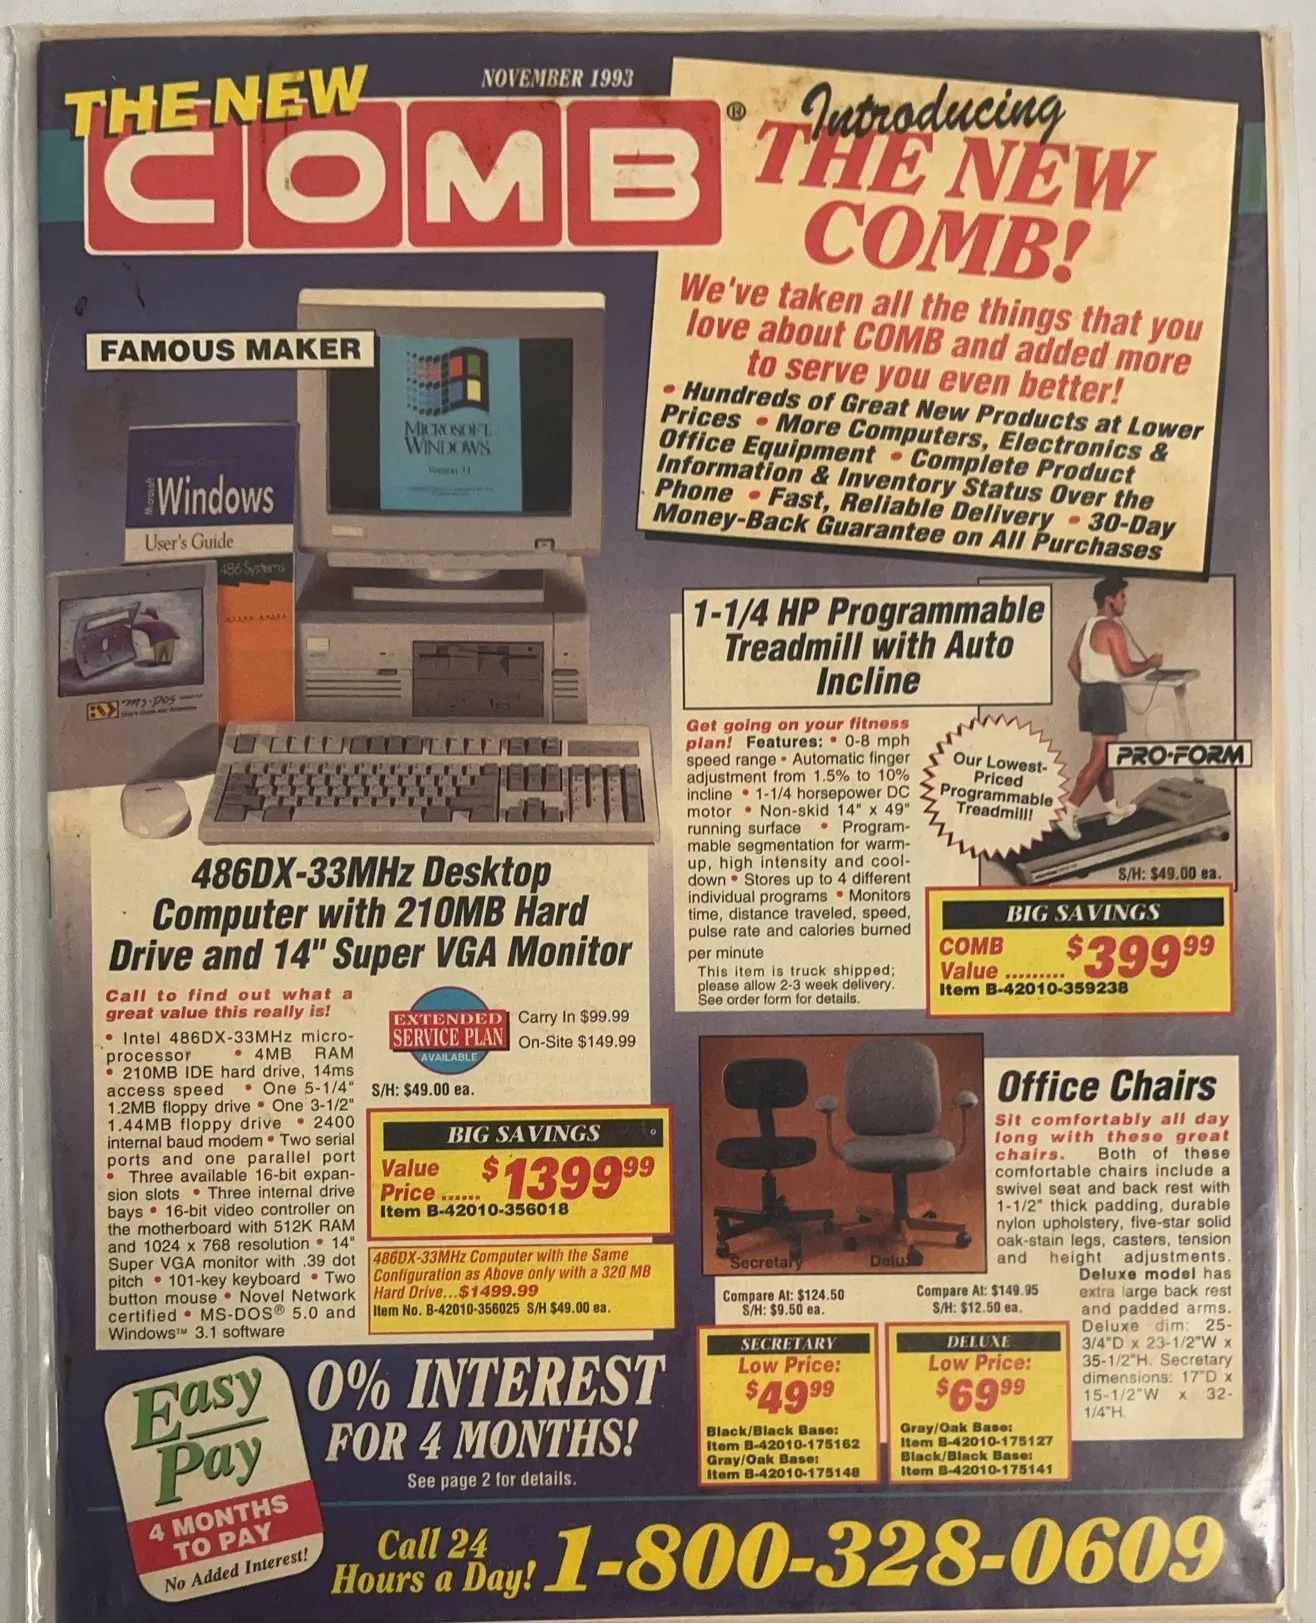 THE NEW
NOVEMBER 1993
COMB®
Introducing
THE NEW
COMB!
We've taken all the things that you
love about COMB and added more
to serve you even better!
• Hundreds of Great New Products at Lower
Prices • More Computers, Electronics &
Office Equipment • Complete Product
Information & Inventory Status Over the
Phone • Fast, Reliable Delivery • 30-Day
Money-Back Guarantee on All Purchases
FAMOUS MAKER
MICROSOFT
WINDOWS
Version 3.1
Microsoft
Windows
User's Guide
486 Systems
MS-DOS
1-1/4 HP Programmable
Treadmill with Auto
Incline
Get going on your fitness
plan! Features: • 0-8 mph
speed range • Automatic finger
adjustment from 1.5% to 10%
incline • 1-1/4 horsepower DC
motor • Non-skid 14" x 49"
running surface • Program-
mable segmentation for warm-
up, high intensity and cool-
down • Stores up to 4 different
individual programs • Monitors
time, distance traveled, speed,
pulse rate and calories burned
per minute
This item is truck shipped;
please allow 2-3 week delivery.
See order form for details.
Our Lowest-
Priced
Programmable
Treadmill!
PRO-FORM
S/H: $49.00 ea.
BIG SAVINGS
COMB
Value ......... $399.99
Item B-42010-359238
486DX-33MHz Desktop
Computer with 210MB Hard
Drive and 14" Super VGA Monitor
Call to find out what a
great value this really is!
• Intel 486DX-33MHz micro-
processor • 4MB RAM
• 210MB IDE hard drive, 14ms
access speed • One 5-1/4"
1.2MB floppy drive • One 3-1/2"
1.44MB floppy drive • 2400
internal baud modem • Two serial
ports and one parallel port
• Three available 16-bit expan-
sion slots • Three internal drive
bays • 16-bit video controller on
the motherboard with 512K RAM
and 1024 x 768 resolution • 14"
Super VGA monitor with .39 dot
pitch • 101-key keyboard • Two
button mouse • Novel Network
certified • MS-DOS® 5.0 and
Windows™ 3.1 software
EXTENDED
SERVICE PLAN
AVAILABLE
Carry In $99.99
On-Site $149.99
S/H: $49.00 ea.
BIG SAVINGS
Value
Price ...... $1399.99
Item B-42010-356018
486DX-33MHz Computer with the Same
Configuration as Above only with a 320 MB
Hard Drive...$1499.99
Item No. B-42010-356025 S/H $49.00 ea.
Secretary
Deluxe
Office Chairs
Sit comfortably all day
long with these great
chairs. Both of these
comfortable chairs include a
swivel seat and back rest with
1-1/2" thick padding, durable
nylon upholstery, five-star solid
oak-stain legs, casters, tension
and height adjustments.
Deluxe model has
extra large back rest
and padded arms.
Deluxe dim: 25-
3/4"D x 23-1/2"W x
35-1/2"H. Secretary
dimensions: 17"D x
15-1/2"W x 32-
1/4"H.
Compare At: $124.50
S/H: $9.50 ea.
Compare At: $149.95
S/H: $12.50 ea.
SECRETARY
Low Price:
$49.99
Black/Black Base:
Item B-42010-175162
Gray/Oak Base:
Item B-42010-175148
DELUXE
Low Price:
$69.99
Gray/Oak Base:
Item B-42010-175127
Black/Black Base:
Item B-42010-175141
Easy
Pay
4 MONTHS
TO PAY
No Added Interest!
0% INTEREST
FOR 4 MONTHS!
See page 2 for details.
Call 24
Hours a Day! 1-800-328-0609